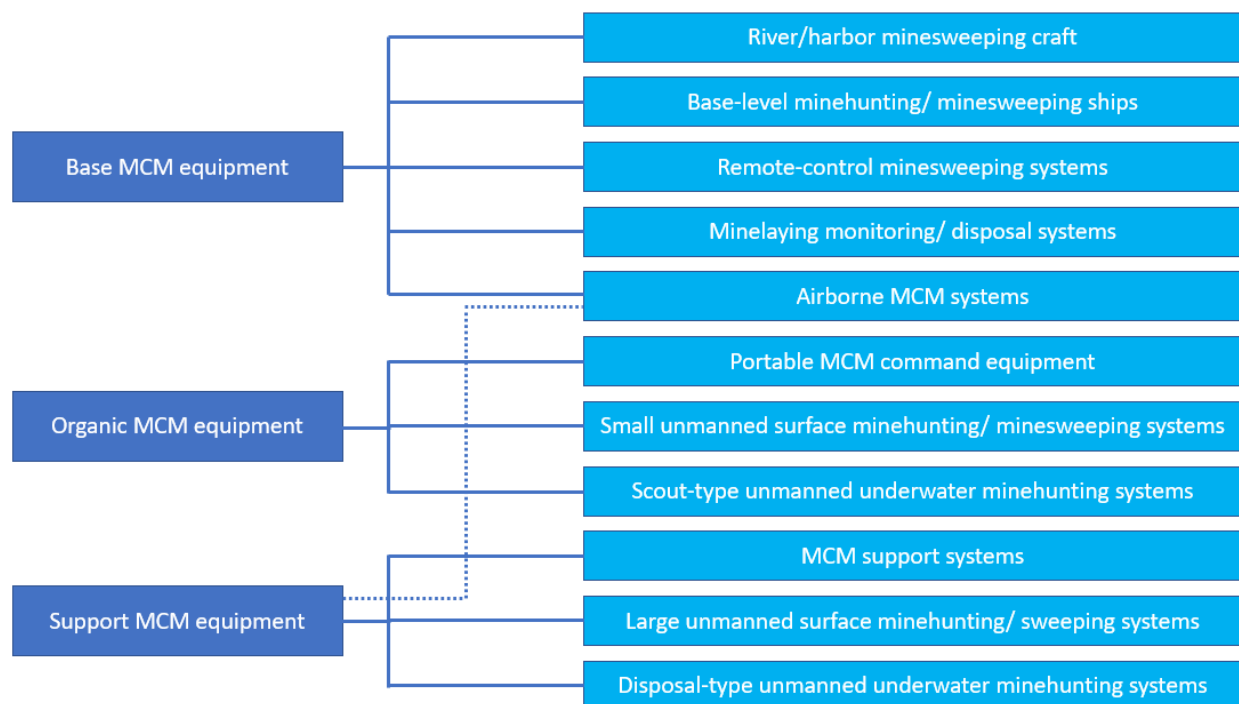 Base MCM equipment
River/harbor minesweeping craft
Base-level minehunting/ minesweeping ships
Remote-control minesweeping systems
Minelaying monitoring/ disposal systems
Airborne MCM systems
Organic MCM equipment
Portable MCM command equipment
Small unmanned surface minehunting/ minesweeping systems
Scout-type unmanned underwater minehunting systems
Support MCM equipment
MCM support systems
Large unmanned surface minehunting/ sweeping systems
Disposal-type unmanned underwater minehunting systems